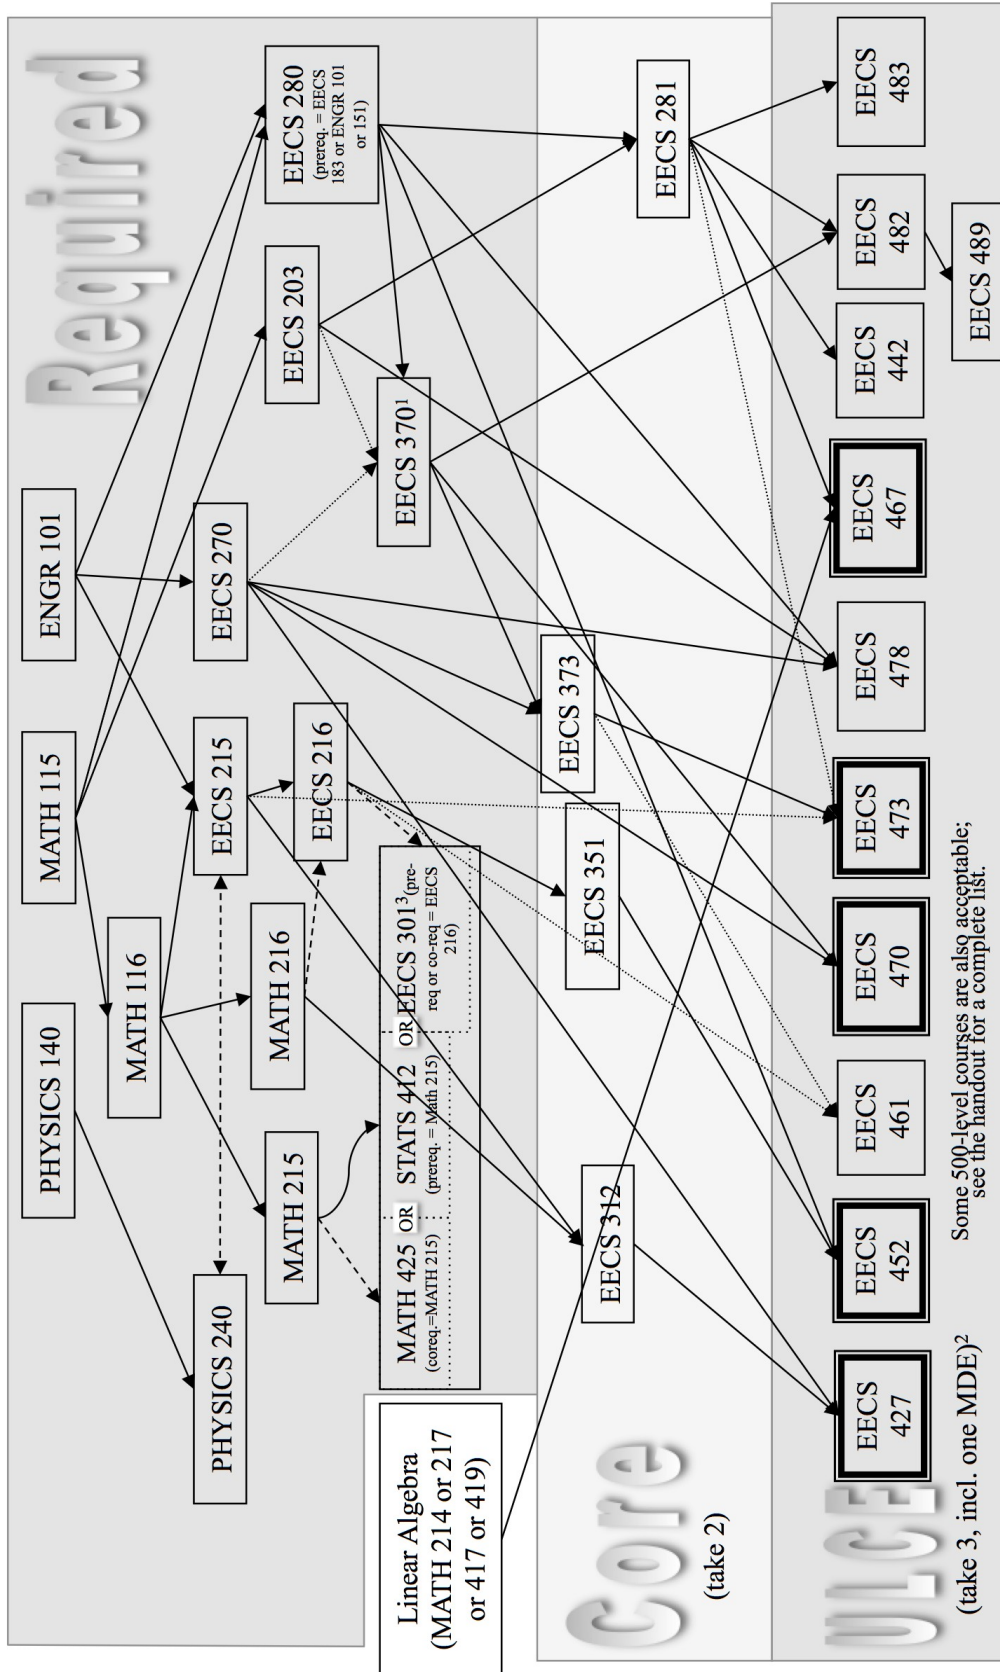 Required
PHYSICS 140
MATH 115
ENGR 101
MATH 116
PHYSICS 240
EECS 215
EECS 270
MATH 216
MATH 215
EECS 203
EECS 280
(prereq. = EECS
183 or ENGR 101
or 151)
EECS 216
EECS 370¹
MATH 425
(coreq.=MATH 215)
OR
STATS 412
(prereq. = Math 215)
OR
EECS 301³(pre-
req or co-req = EECS
216)
Linear Algebra
(MATH 214 or 217
or 417 or 419)
Core
(take 2)
EECS 312
EECS 351
EECS 373
EECS 281
ULCE
(take 3, incl. one MDE)²
EECS
427
EECS
452
EECS
461
EECS
470
EECS
473
EECS
478
EECS
467
EECS
442
EECS
482
EECS
483
EECS 489
Some 500-level courses are also acceptable;
see the handout for a complete list.